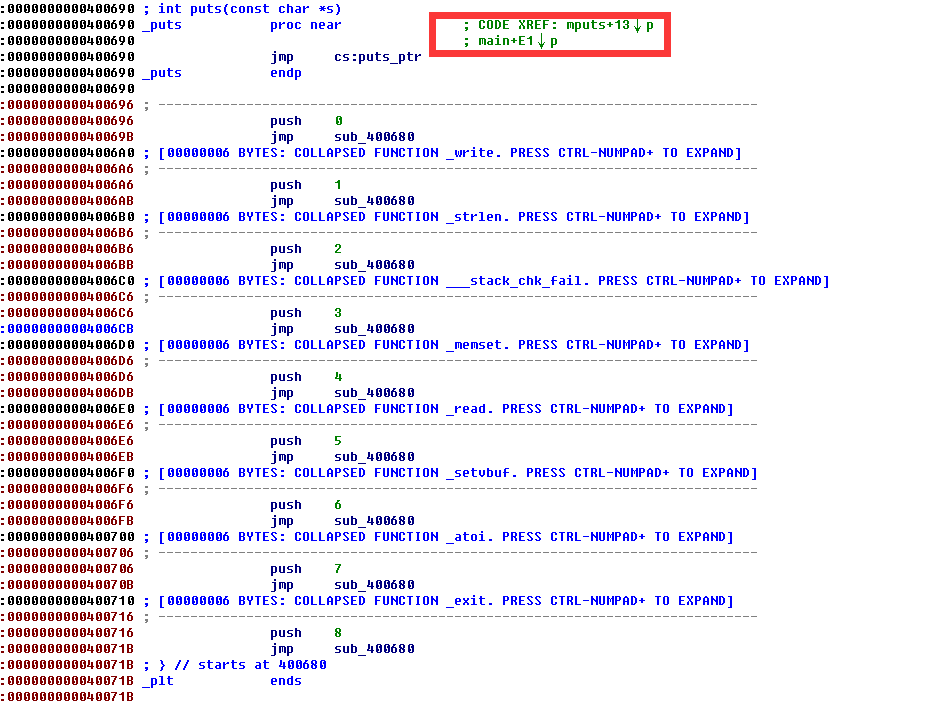 :0000000000400690 ; int puts(const char *s)
:0000000000400690 _puts proc near ; CODE XREF: mputs+13↓p
:0000000000400690 ; main+E1↓p
:0000000000400690 jmp cs:puts_ptr
:0000000000400690 _puts endp
:0000000000400690
:0000000000400696 ; ---------------------------------------------------------------------------
:0000000000400696 push 0
:000000000040069B jmp sub_400680
:00000000004006A0 ; [00000006 BYTES: COLLAPSED FUNCTION _write. PRESS CTRL-NUMPAD+ TO EXPAND]
:00000000004006A6 ; ---------------------------------------------------------------------------
:00000000004006A6 push 1
:00000000004006AB jmp sub_400680
:00000000004006B0 ; [00000006 BYTES: COLLAPSED FUNCTION _strlen. PRESS CTRL-NUMPAD+ TO EXPAND]
:00000000004006B6 ; ---------------------------------------------------------------------------
:00000000004006B6 push 2
:00000000004006BB jmp sub_400680
:00000000004006C0 ; [00000006 BYTES: COLLAPSED FUNCTION ___stack_chk_fail. PRESS CTRL-NUMPAD+ TO EXPAND]
:00000000004006C6 ; ---------------------------------------------------------------------------
:00000000004006C6 push 3
:00000000004006CB jmp sub_400680
:00000000004006D0 ; [00000006 BYTES: COLLAPSED FUNCTION _memset. PRESS CTRL-NUMPAD+ TO EXPAND]
:00000000004006D6 ; ---------------------------------------------------------------------------
:00000000004006D6 push 4
:00000000004006DB jmp sub_400680
:00000000004006E0 ; [00000006 BYTES: COLLAPSED FUNCTION _read. PRESS CTRL-NUMPAD+ TO EXPAND]
:00000000004006E6 ; ---------------------------------------------------------------------------
:00000000004006E6 push 5
:00000000004006EB jmp sub_400680
:00000000004006F0 ; [00000006 BYTES: COLLAPSED FUNCTION _setvbuf. PRESS CTRL-NUMPAD+ TO EXPAND]
:00000000004006F6 ; ---------------------------------------------------------------------------
:00000000004006F6 push 6
:00000000004006FB jmp sub_400680
:0000000000400700 ; [00000006 BYTES: COLLAPSED FUNCTION _atoi. PRESS CTRL-NUMPAD+ TO EXPAND]
:0000000000400706 ; ---------------------------------------------------------------------------
:0000000000400706 push 7
:000000000040070B jmp sub_400680
:0000000000400710 ; [00000006 BYTES: COLLAPSED FUNCTION _exit. PRESS CTRL-NUMPAD+ TO EXPAND]
:0000000000400716 ; ---------------------------------------------------------------------------
:0000000000400716 push 8
:000000000040071B jmp sub_400680
:000000000040071B ; } // starts at 400680
:000000000040071B _plt ends
:000000000040071B